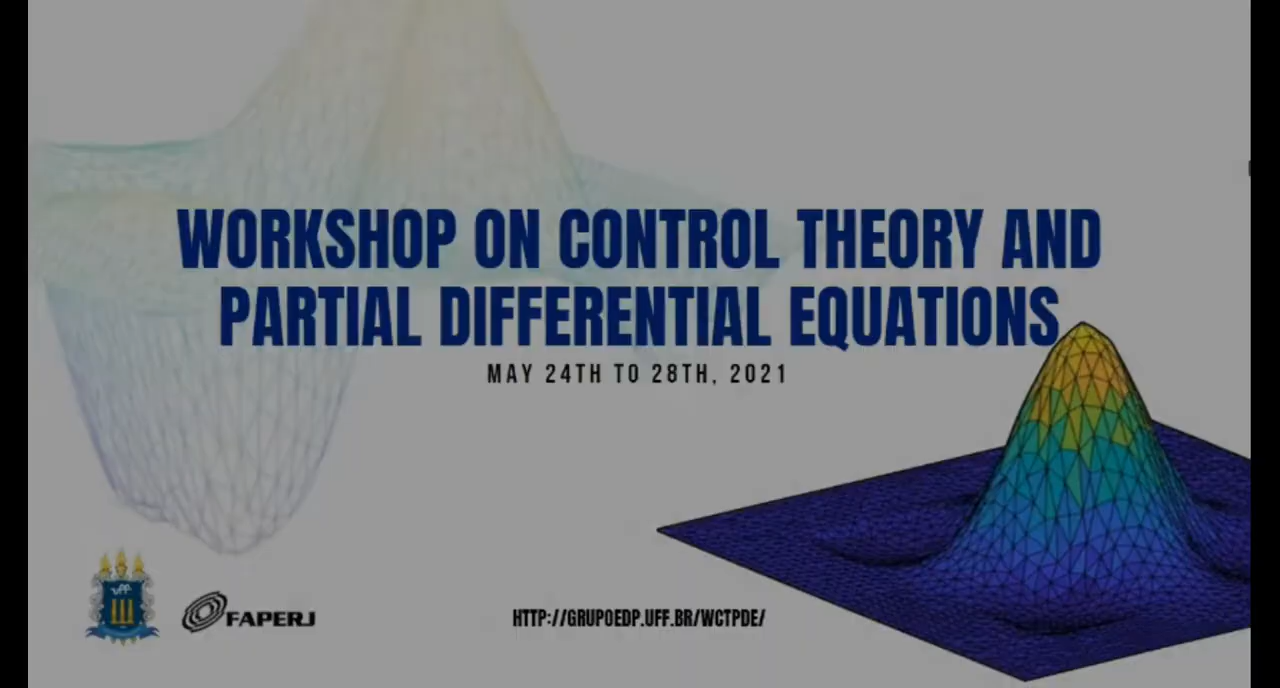 WORKSHOP ON CONTROL THEORY AND
PARTIAL DIFFERENTIAL EQUATIONS
MAY 24TH TO 28TH, 2021
uff
FAPERJ
HTTP://GRUPOEDP.UFF.BR/WCTPDE/